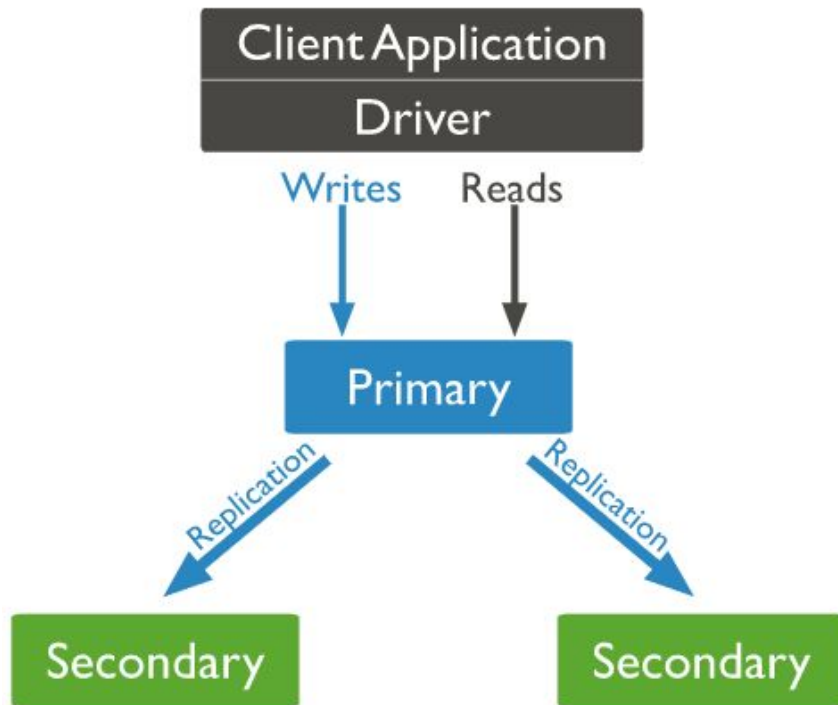 Client Application
Driver
Writes Reads
Primary
Replication Replication
Secondary Secondary